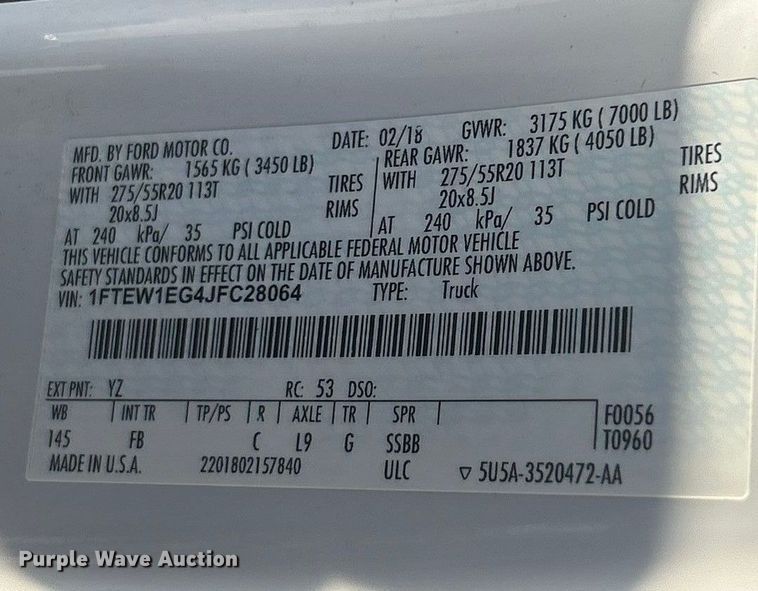 MFD. BY FORD MOTOR CO. DATE: 02/18 GVWR: 3175 KG ( 7000 LB)
FRONT GAWR: 1565 KG ( 3450 LB) REAR GAWR: 1837 KG ( 4050 LB)
WITH 275/55R20 113T TIRES WITH 275/55R20 113T TIRES
20x8.5J RIMS 20x8.5J RIMS
AT 240 kPa/ 35 PSI COLD AT 240 kPa/ 35 PSI COLD
THIS VEHICLE CONFORMS TO ALL APPLICABLE FEDERAL MOTOR VEHICLE
SAFETY STANDARDS IN EFFECT ON THE DATE OF MANUFACTURE SHOWN ABOVE.
VIN: 1FTEW1EG4JFC28064 TYPE: Truck
EXT PNT: YZ RC: 53 DSO:
WB INT TR TP/PS R AXLE TR SPR F0056
145 FB C L9 G SSBB T0960
MADE IN U.S.A. 2201802157840 ULC ▽ 5U5A-3520472-AA
Purple Wave Auction